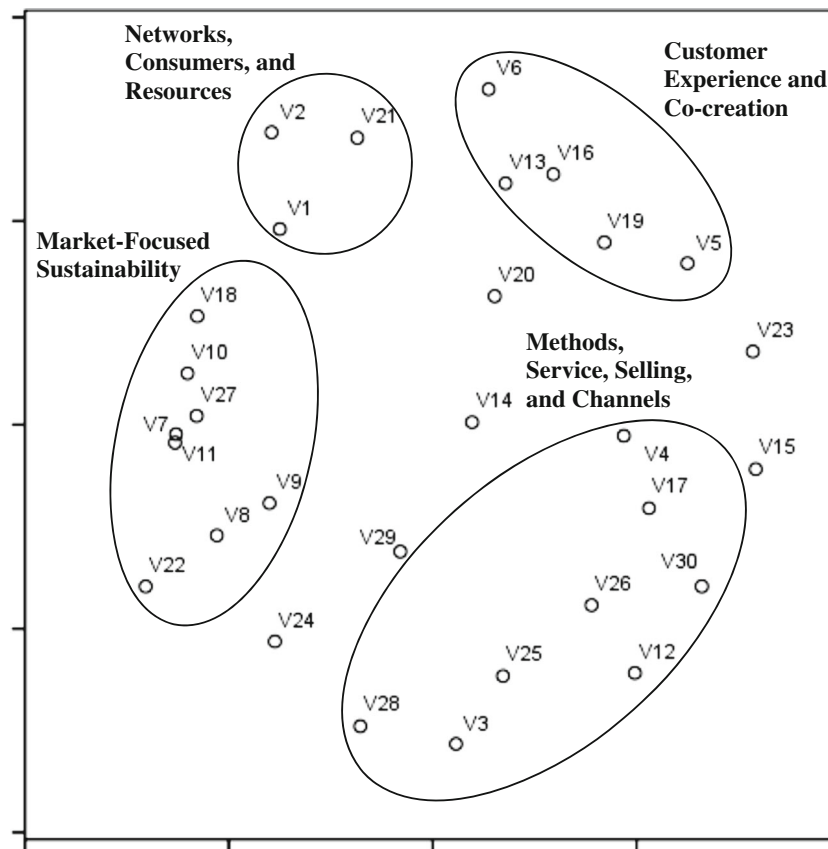 Networks,
Consumers, and
Resources
Customer
Experience and
Co-creation
V6
V2
V21
V13
V16
V1
V19
V5
Market-Focused
Sustainability
V20
V18
V23
Methods,
Service, Selling,
and Channels
V10
V27
V14
V7
V11
V4
V15
V9
V17
V8
V29
V22
V30
V26
V24
V25
V12
V28
V3